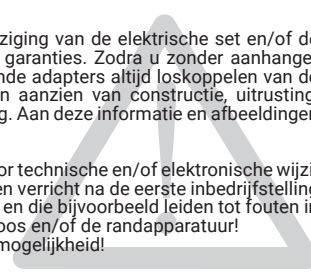 ziging van de elektrische set en/of de
garanties. Zodra u zonder aanhange
nde adapters altijd loskoppelen van de
n aanzien van constructie, uitrusting
g. Aan deze informatie en afbeeldingen
or technische en/of elektronische wijzi
en verricht na de eerste inbedrijfstelling
en die bijvoorbeeld leiden tot fouten in
oos en/of de randapparatuur!
mogelijkheid!